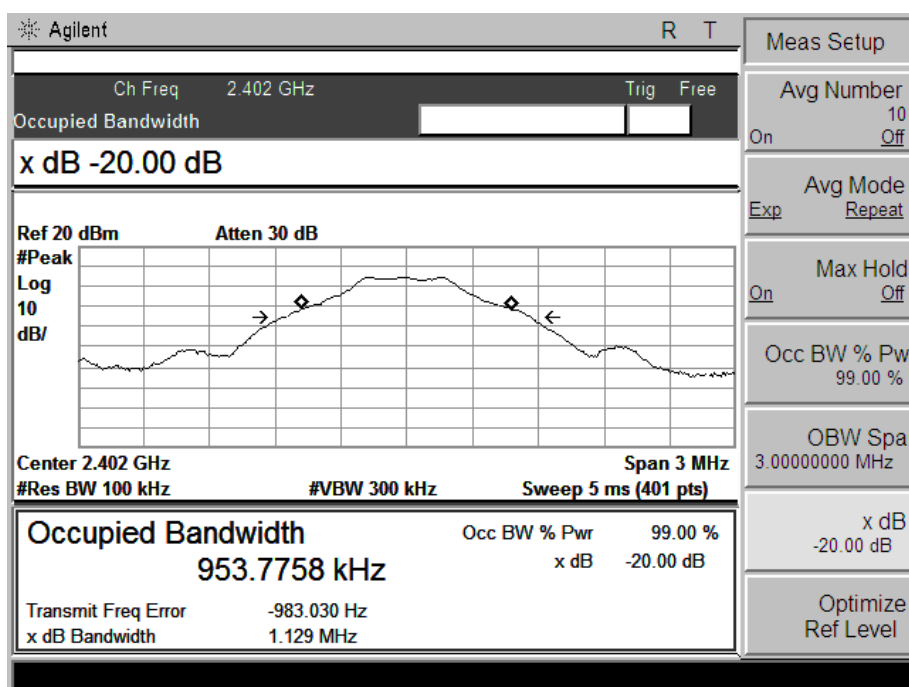 Agilent R T
Ch Freq 2.402 GHz Trig Free
Occupied Bandwidth
x dB -20.00 dB
Ref 20 dBm Atten 30 dB
#Peak
Log
10
dB/
Center 2.402 GHz Span 3 MHz
#Res BW 100 kHz #VBW 300 kHz Sweep 5 ms (401 pts)
Occupied Bandwidth
953.7758 kHz
Occ BW % Pwr 99.00 %
x dB -20.00 dB
Transmit Freq Error -983.030 Hz
x dB Bandwidth 1.129 MHz
Meas Setup
Avg Number
10
On Off
Avg Mode
Exp Repeat
Max Hold
On Off
Occ BW % Pw
99.00 %
OBW Spa
3.00000000 MHz
x dB
-20.00 dB
Optimize
Ref Level